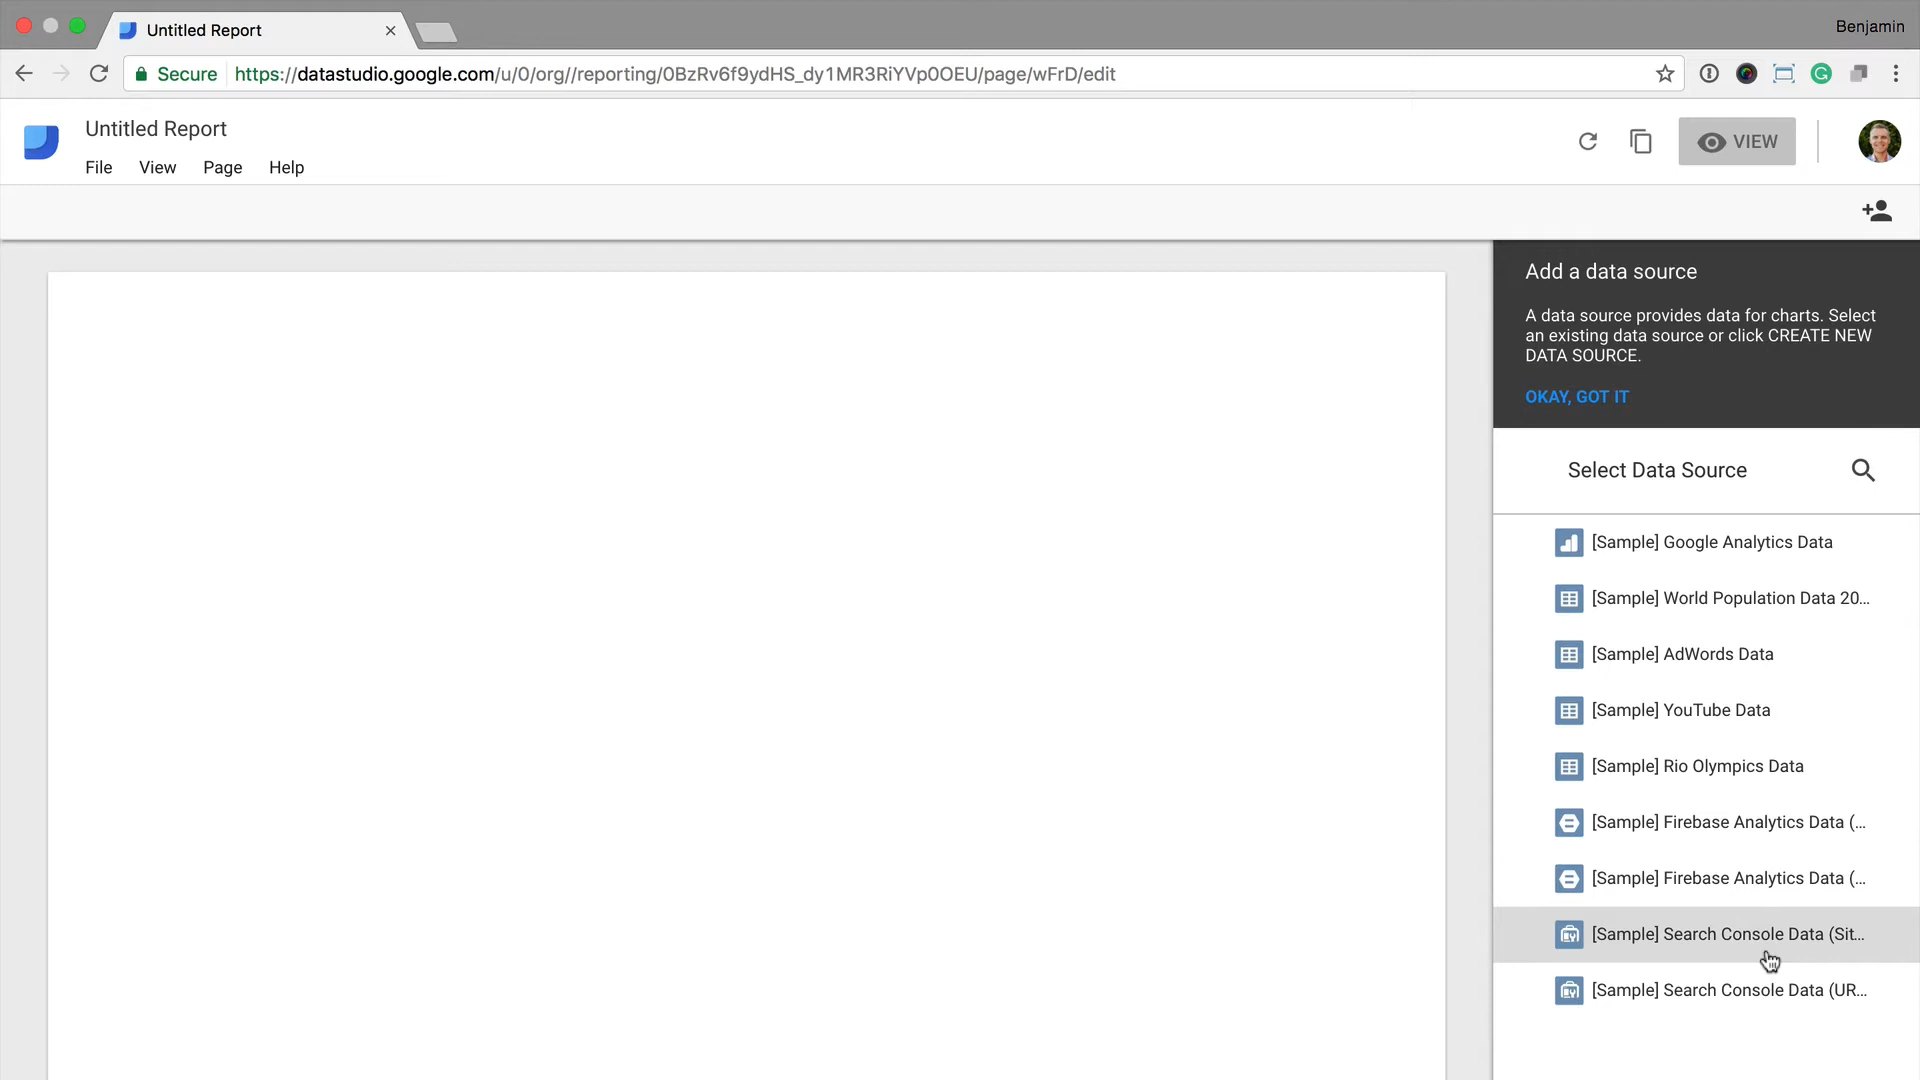 Untitled Report
Benjamin
Secure
https://datastudio.google.com/u/0/org//reporting/0BzRv6f9ydHS_dy1MR3RiYVp0OEU/page/wFrD/edit
Untitled Report
File View Page Help
VIEW
Add a data source
A data source provides data for charts. Select
an existing data source or click CREATE NEW
DATA SOURCE.
OKAY, GOT IT
Select Data Source
[Sample] Google Analytics Data
[Sample] World Population Data 20...
[Sample] AdWords Data
[Sample] YouTube Data
[Sample] Rio Olympics Data
[Sample] Firebase Analytics Data (...
[Sample] Firebase Analytics Data (...
[Sample] Search Console Data (Sit...
[Sample] Search Console Data (UR...